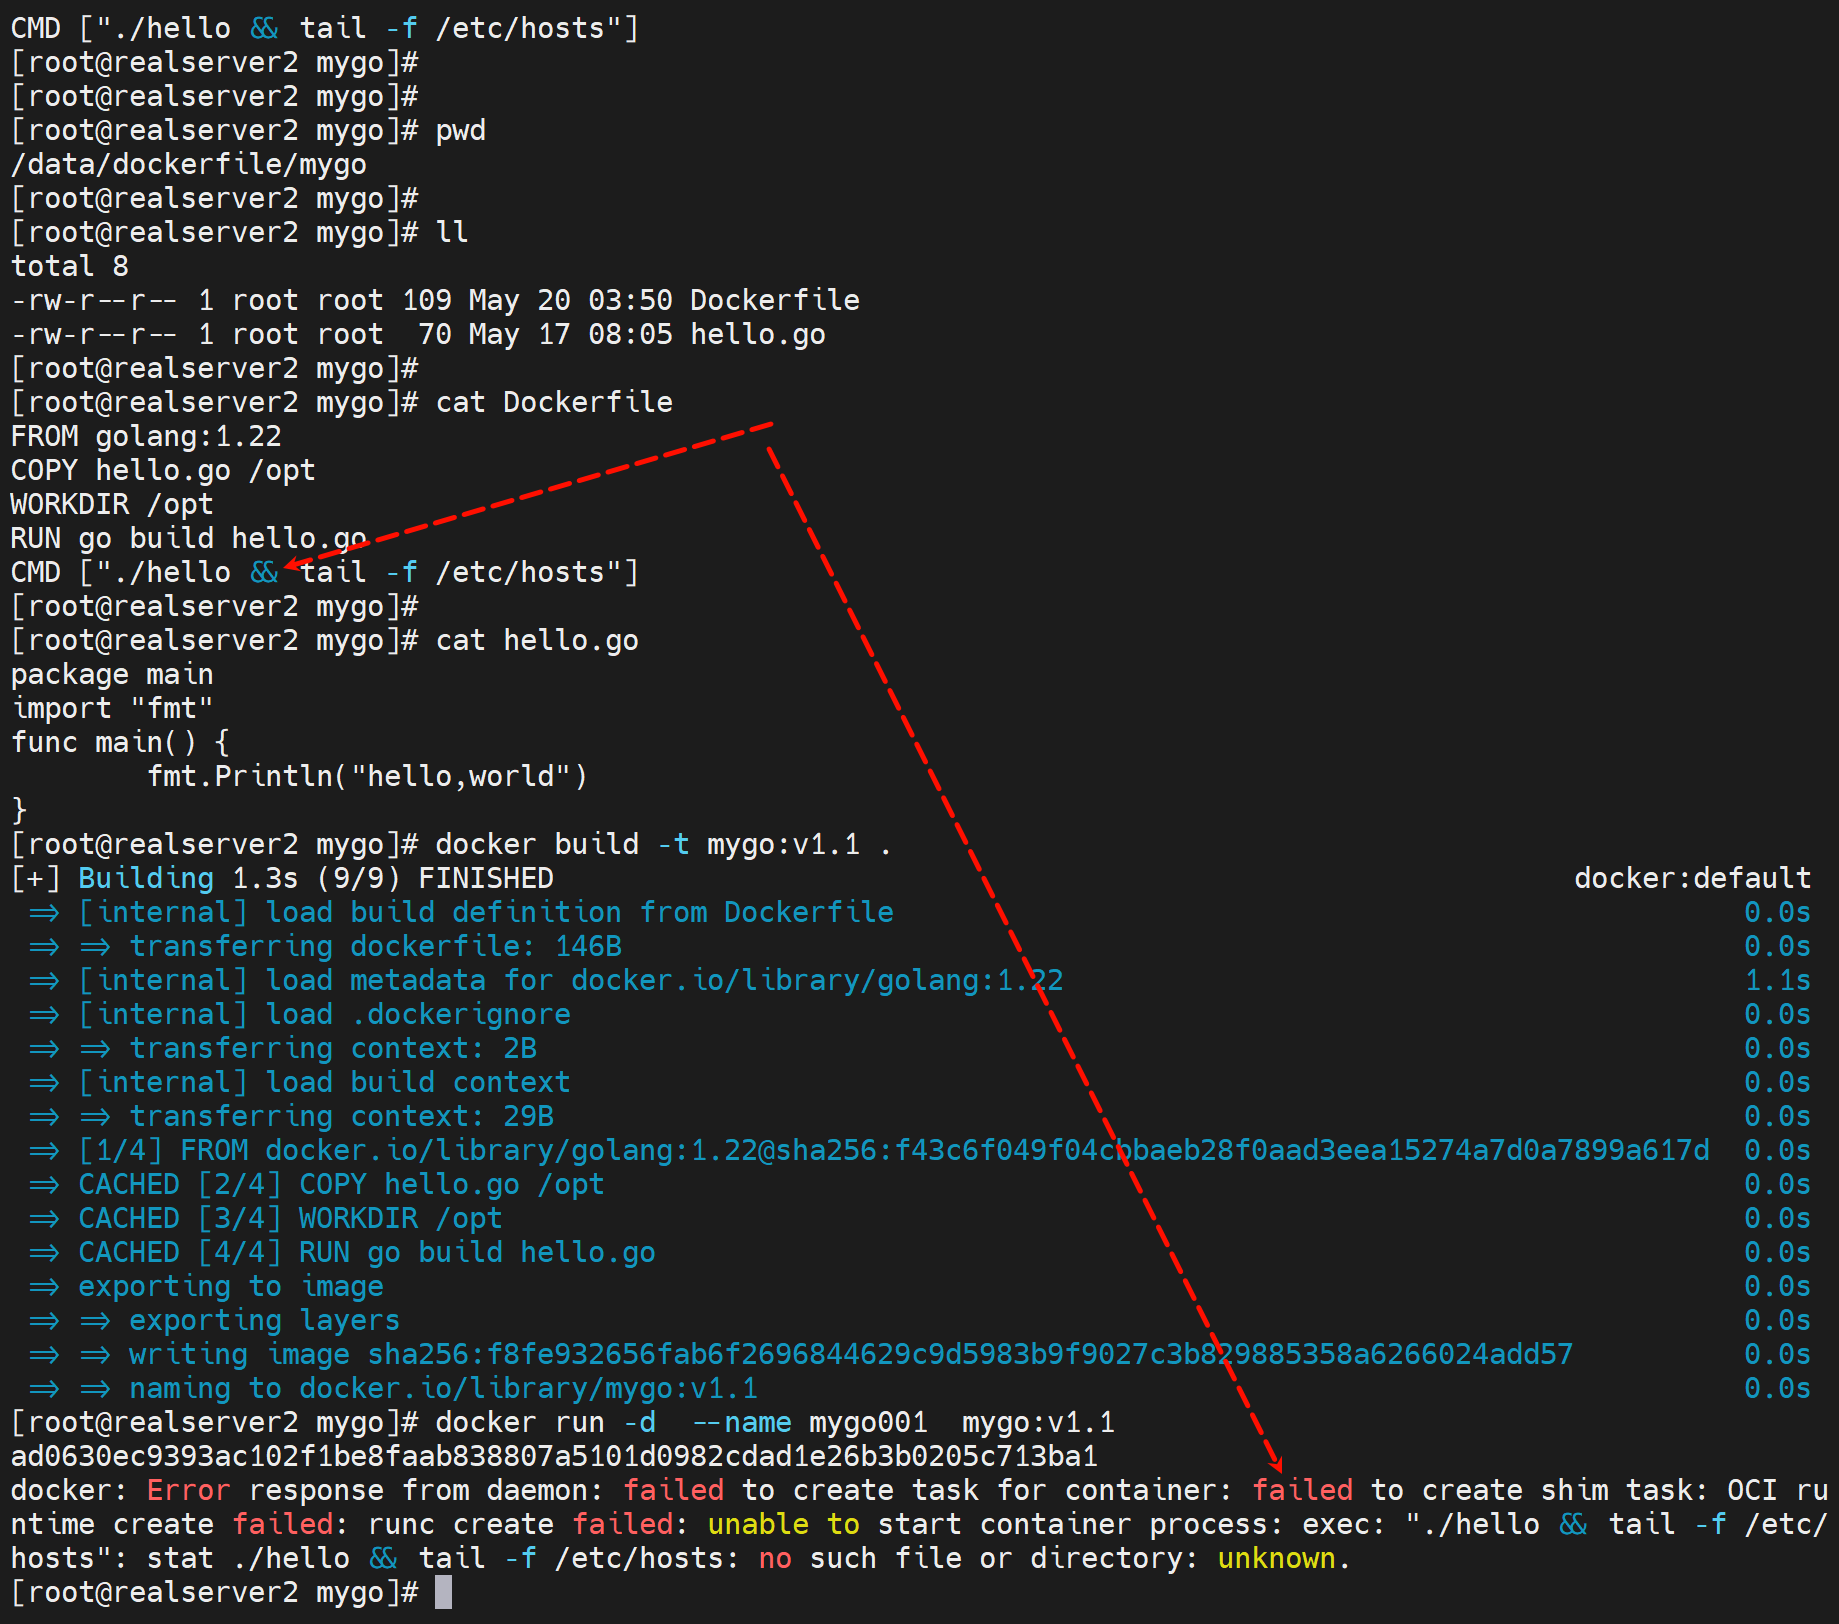 CMD ["./hello && tail -f /etc/hosts"]
[root@realserver2 mygo]#
[root@realserver2 mygo]#
[root@realserver2 mygo]# pwd
/data/dockerfile/mygo
[root@realserver2 mygo]#
[root@realserver2 mygo]# ll
total 8
-rw-r--r-- 1 root root 109 May 20 03:50 Dockerfile
-rw-r--r-- 1 root root  70 May 17 08:05 hello.go
[root@realserver2 mygo]#
[root@realserver2 mygo]# cat Dockerfile
FROM golang:1.22
COPY hello.go /opt
WORKDIR /opt
RUN go build hello.go
CMD ["./hello && tail -f /etc/hosts"]
[root@realserver2 mygo]#
[root@realserver2 mygo]# cat hello.go
package main
import "fmt"
func main() {
        fmt.Println("hello,world")
}
[root@realserver2 mygo]# docker build -t mygo:v1.1 .
[+] Building 1.3s (9/9) FINISHED docker:default
=> [internal] load build definition from Dockerfile 0.0s
=> => transferring dockerfile: 146B 0.0s
=> [internal] load metadata for docker.io/library/golang:1.22 1.1s
=> [internal] load .dockerignore 0.0s
=> => transferring context: 2B 0.0s
=> [internal] load build context 0.0s
=> => transferring context: 29B 0.0s
=> [1/4] FROM docker.io/library/golang:1.22@sha256:f43c6f049f04cbbaeb28f0aad3eea15274a7d0a7899a617d 0.0s
=> CACHED [2/4] COPY hello.go /opt 0.0s
=> CACHED [3/4] WORKDIR /opt 0.0s
=> CACHED [4/4] RUN go build hello.go 0.0s
=> exporting to image 0.0s
=> => exporting layers 0.0s
=> => writing image sha256:f8fe932656fab6f2696844629c9d5983b9f9027c3b829885358a6266024add57 0.0s
=> => naming to docker.io/library/mygo:v1.1 0.0s
[root@realserver2 mygo]# docker run -d  --name mygo001  mygo:v1.1
ad0630ec9393ac102f1be8faab838807a5101d0982cdad1e26b3b0205c713ba1
docker: Error response from daemon: failed to create task for container: failed to create shim task: OCI ru
ntime create failed: runc create failed: unable to start container process: exec: "./hello && tail -f /etc/
hosts": stat ./hello && tail -f /etc/hosts: no such file or directory: unknown.
[root@realserver2 mygo]#